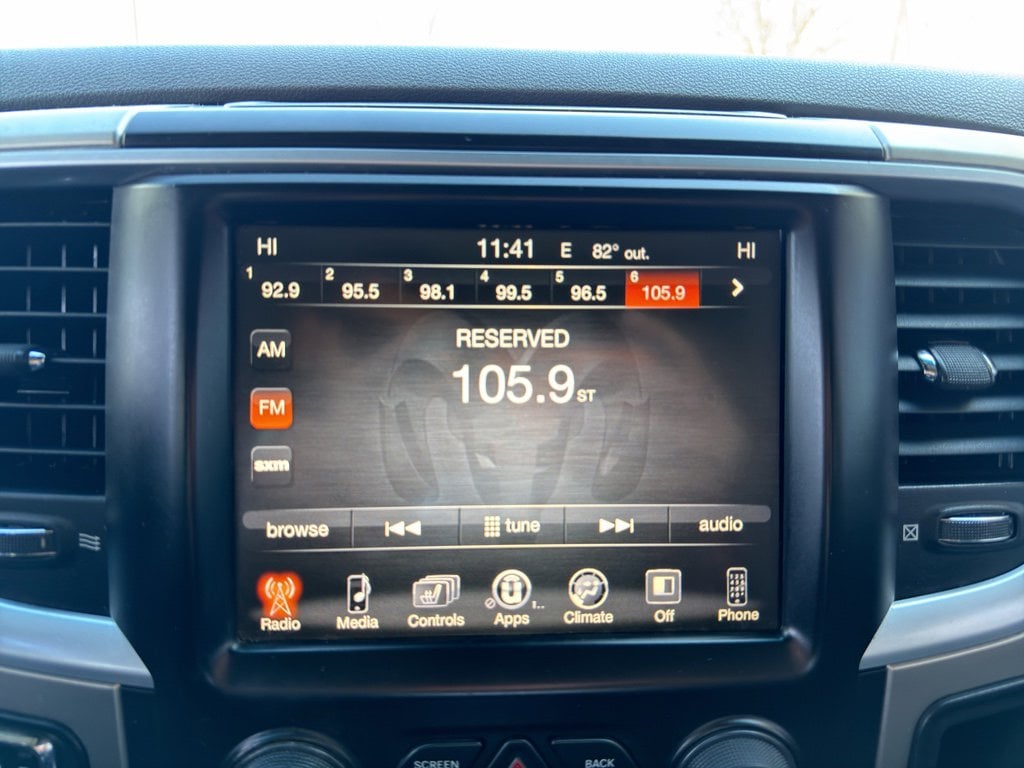 HI 11:41 E 82° out. HI
1 92.9 2 95.5 3 98.1 4 99.5 5 96.5 6 105.9
RESERVED
105.9 ST
AM
FM
sxm
browse tune audio
Radio Media Controls Apps Climate Off Phone
SCREEN BACK